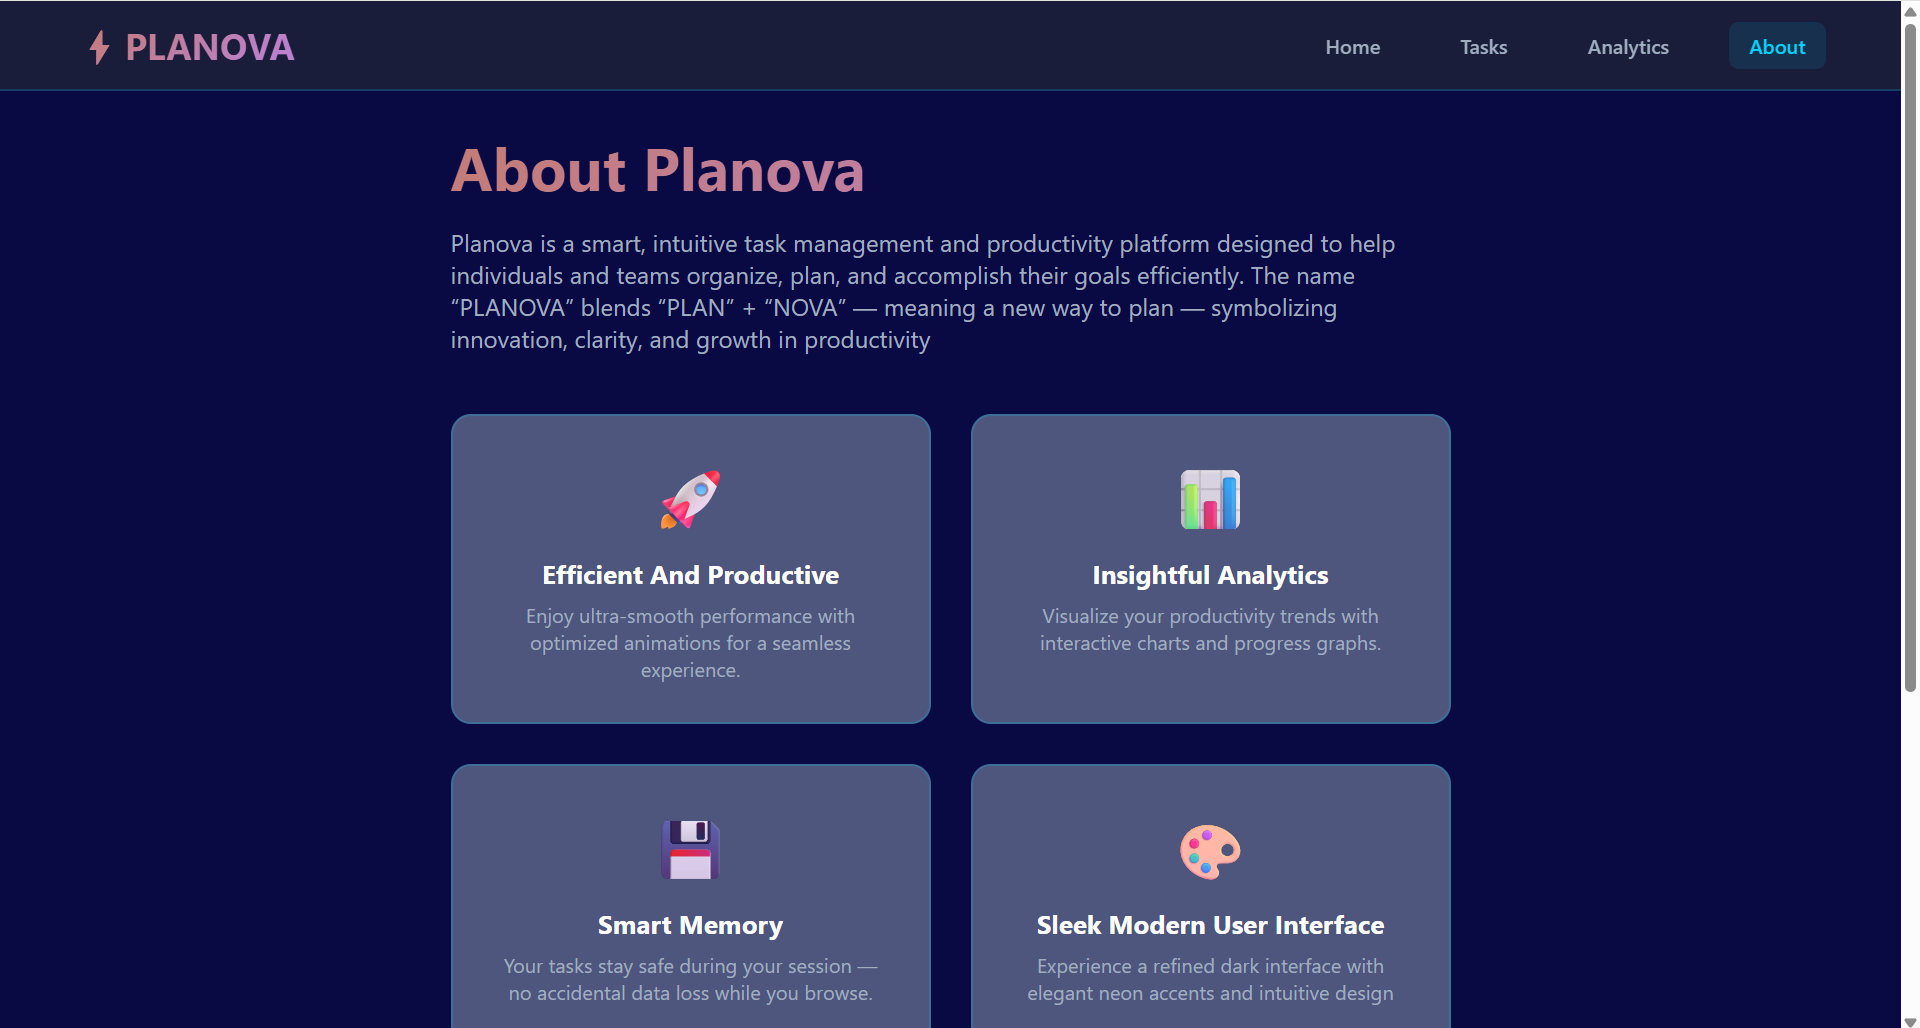 PLANOVA
Home
Tasks
Analytics
About
About Planova
Planova is a smart, intuitive task management and productivity platform designed to help
individuals and teams organize, plan, and accomplish their goals efficiently. The name
“PLANOVA” blends “PLAN” + “NOVA” — meaning a new way to plan — symbolizing
innovation, clarity, and growth in productivity
Efficient And Productive
Enjoy ultra-smooth performance with
optimized animations for a seamless
experience.
Insightful Analytics
Visualize your productivity trends with
interactive charts and progress graphs.
Smart Memory
Your tasks stay safe during your session —
no accidental data loss while you browse.
Sleek Modern User Interface
Experience a refined dark interface with
elegant neon accents and intuitive design